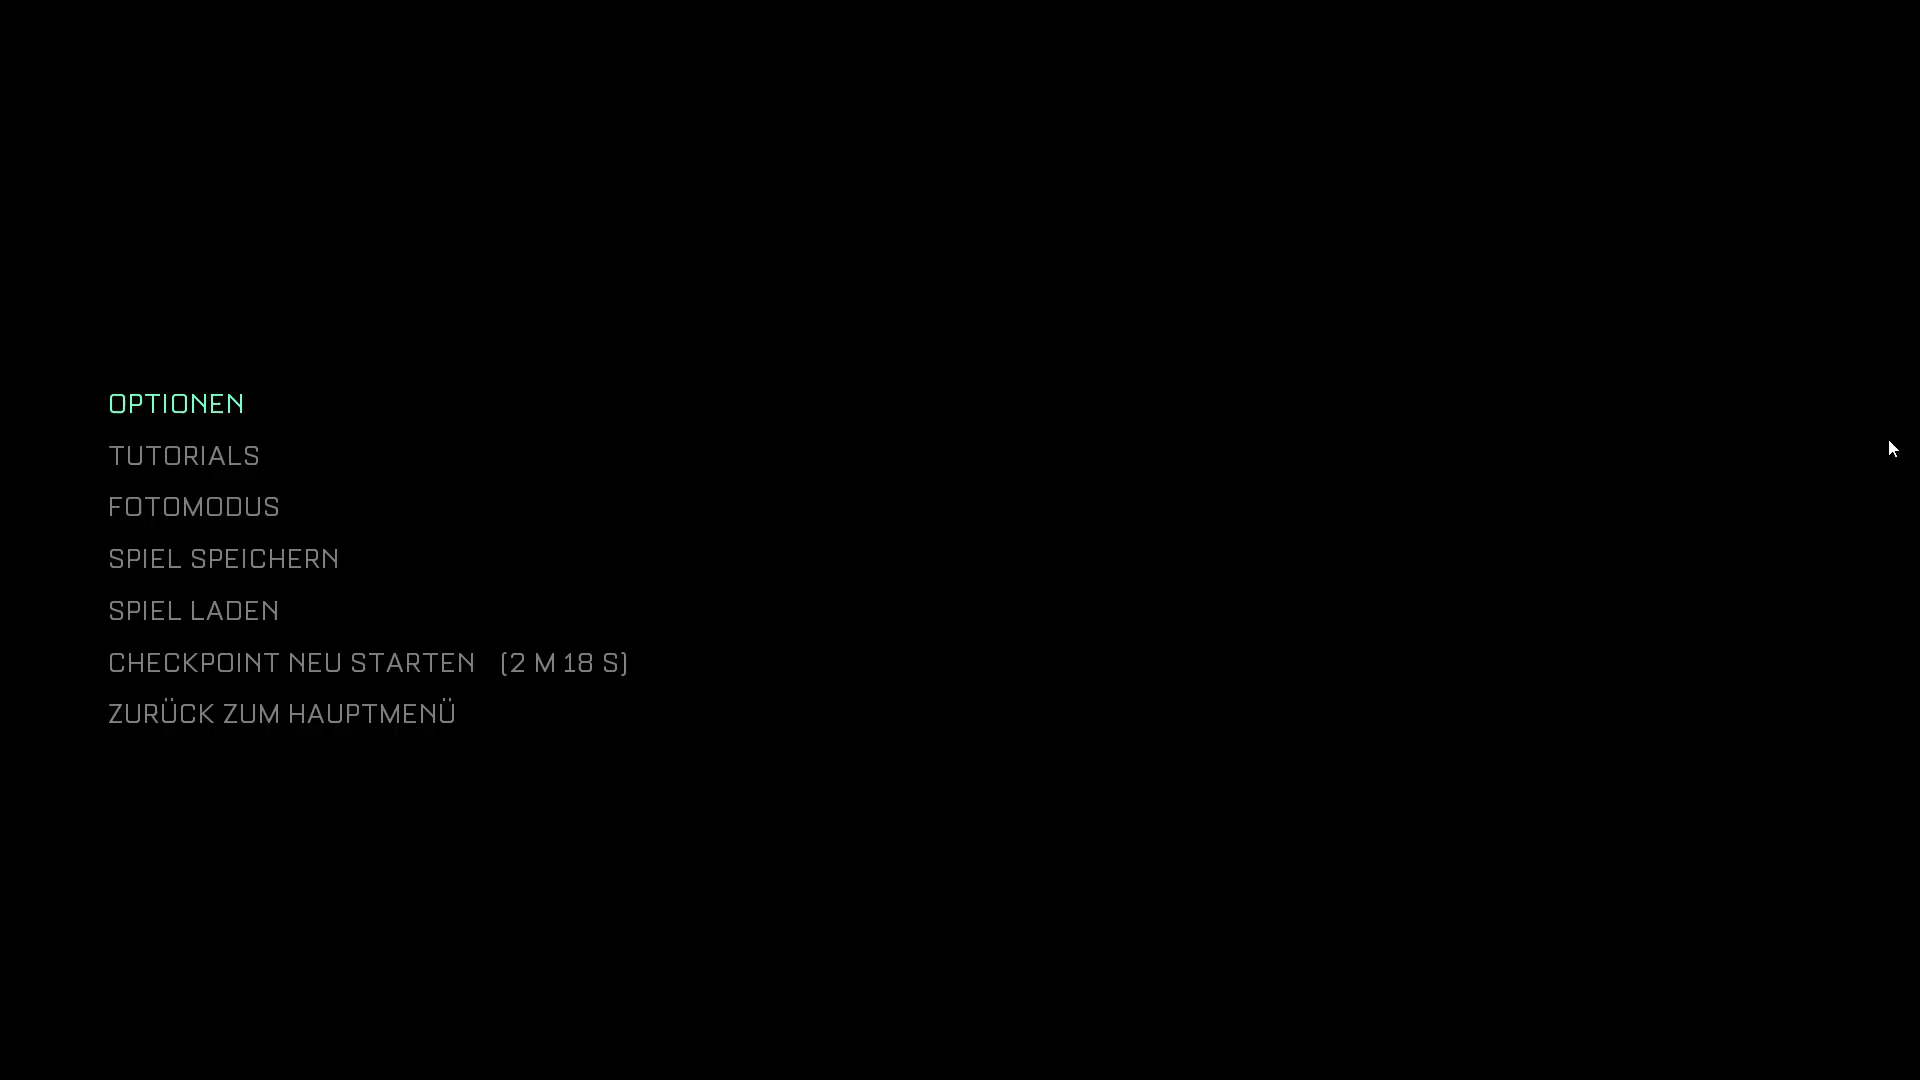 OPTIONEN
TUTORIALS
FOTOMODUS
SPIEL SPEICHERN
SPIEL LADEN
CHECKPOINT NEU STARTEN (2 M 18 S)
ZURÜCK ZUM HAUPTMENÜ